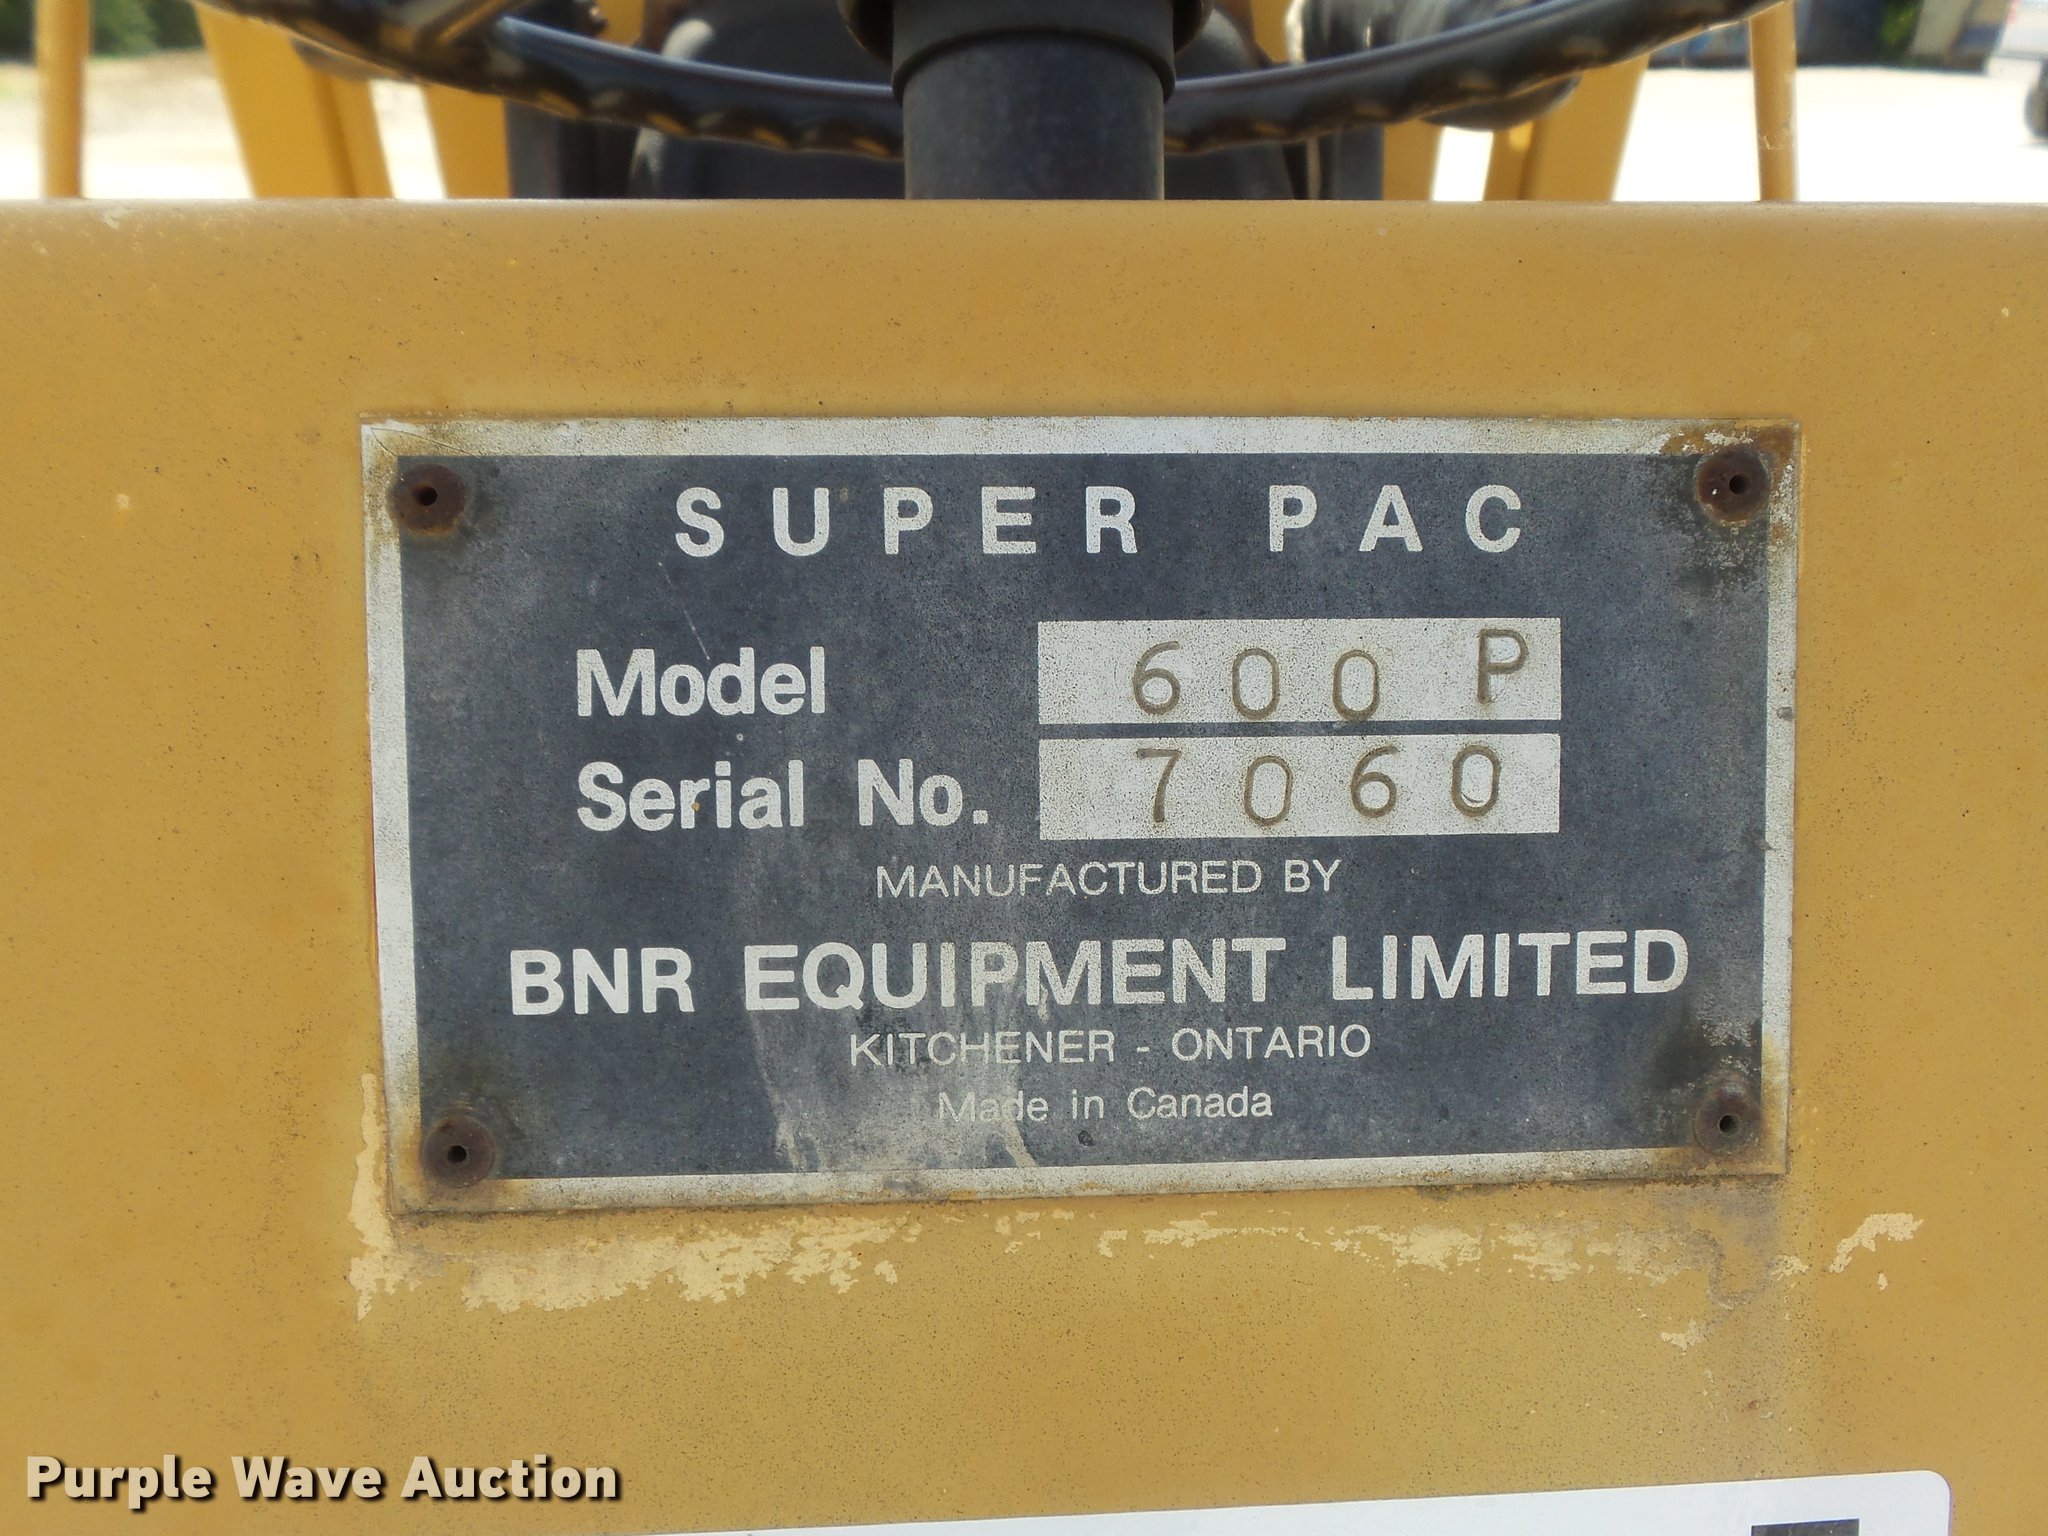 SUPER PAC
Model 600 P
Serial No. 7060
MANUFACTURED BY
BNR EQUIPMENT LIMITED
KITCHENER - ONTARIO
Made in Canada
Purple Wave Auction